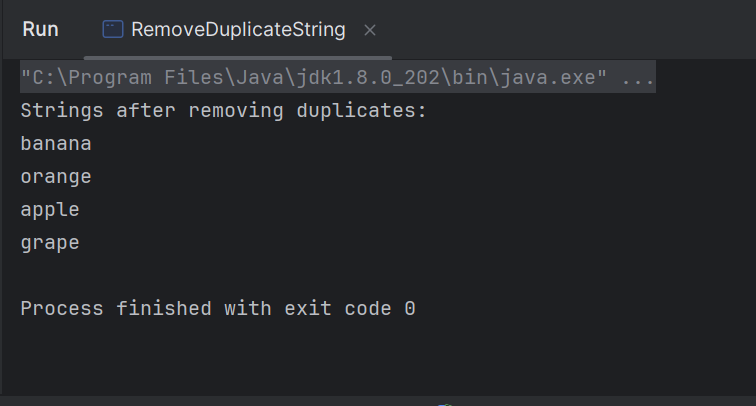 Run RemoveDuplicateString
"C:\Program Files\Java\jdk1.8.0_202\bin\java.exe" ...
Strings after removing duplicates:
banana
orange
apple
grape
Process finished with exit code 0